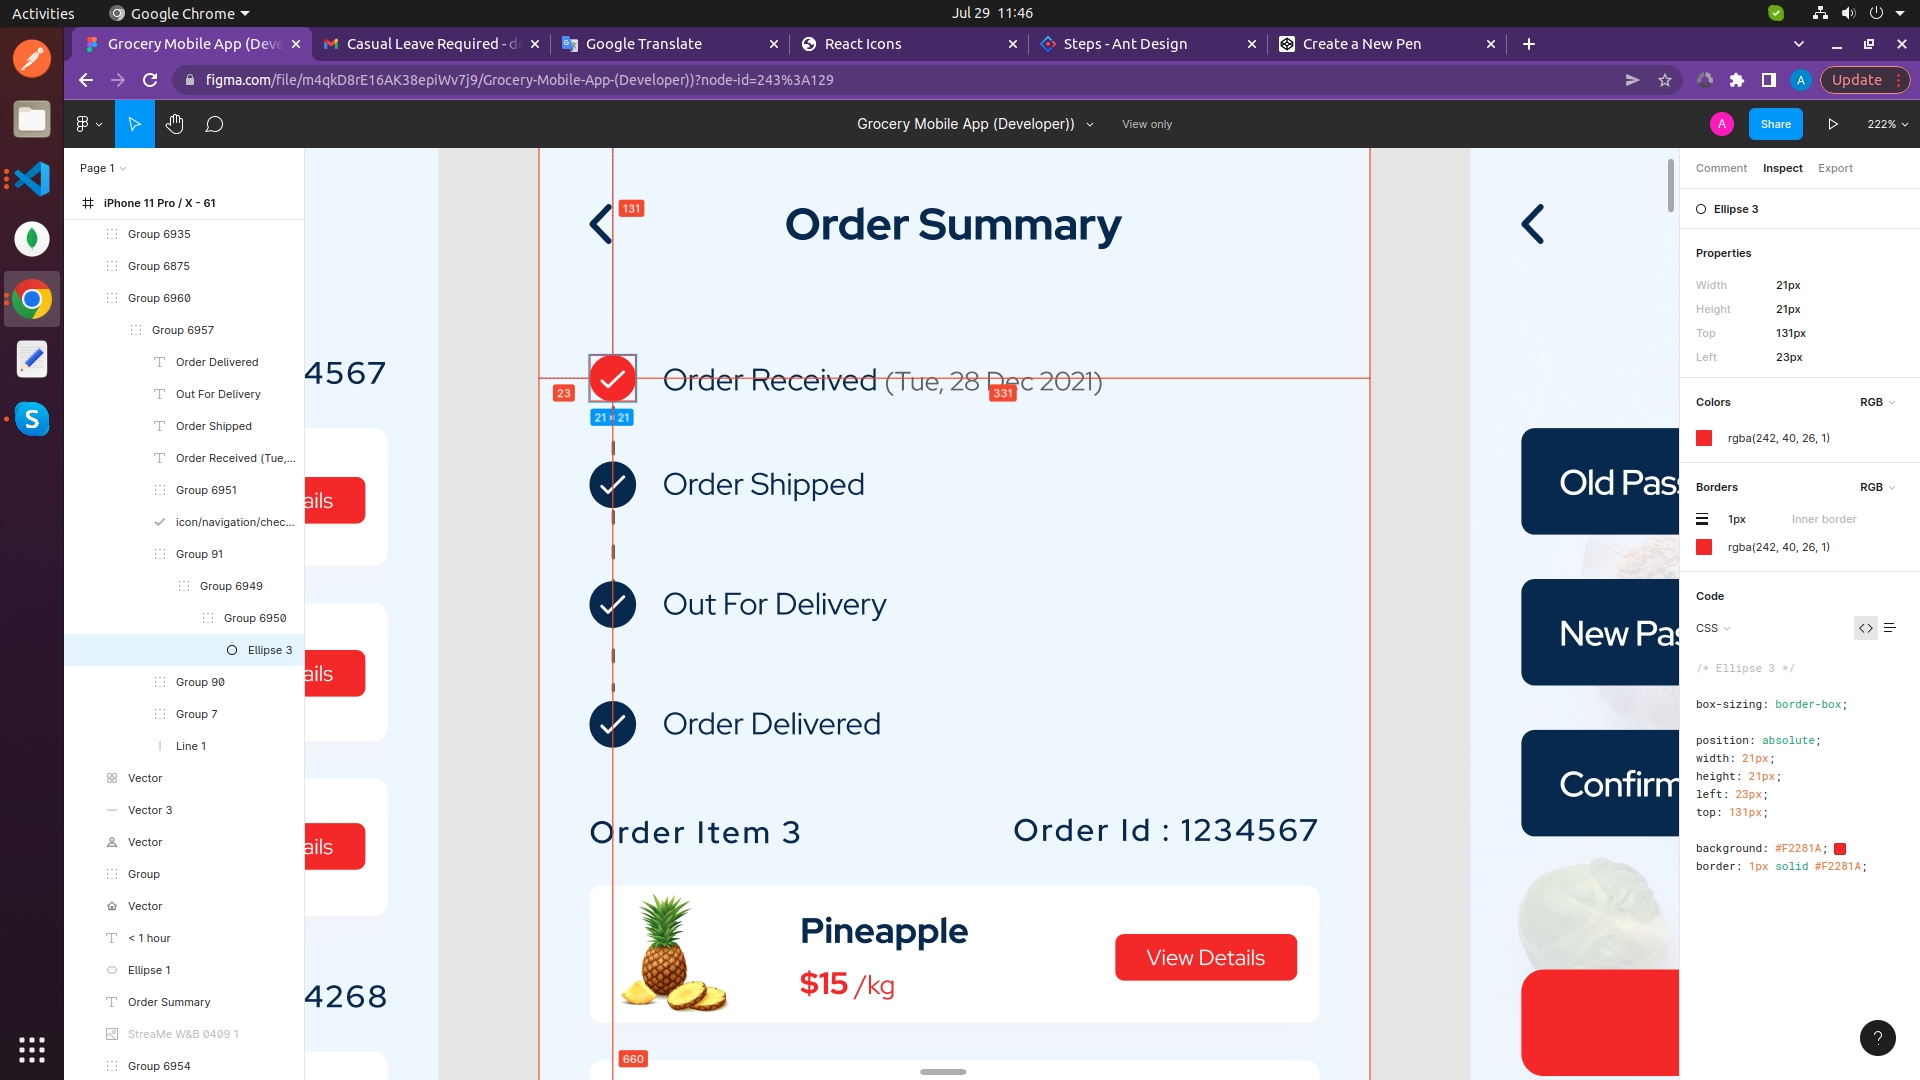 Activities
Google Chrome
Jul 29 11:46
Grocery Mobile App (Deve
Casual Leave Required - d
Google Translate
React Icons
Steps - Ant Design
Create a New Pen
figma.com/file/m4qkD8rE16AK38epiWv7j9/Grocery-Mobile-App-(Developer))?node-id=243%3A129
A
Update
Grocery Mobile App (Developer))
View only
A
Share
222%
Page 1
iPhone 11 Pro / X - 61
Group 6935
Group 6875
Group 6960
Group 6957
Order Delivered
Out For Delivery
Order Shipped
Order Received (Tue,...
Group 6951
icon/navigation/chec...
Group 91
Group 6949
Group 6950
Ellipse 3
Group 90
Group 7
Line 1
Vector
Vector 3
Vector
Group
Vector
< 1 hour
Ellipse 1
Order Summary
StreaMe W&B 0409 1
Group 6954
4567
ails
ails
ails
4268
131
Order Summary
Order Received (Tue, 28 Dec 2021)
23
331
21 × 21
Order Shipped
Out For Delivery
Order Delivered
Order Item 3
Order Id : 1234567
Pineapple
$15 /kg
View Details
660
Old Pas
New Pas
Confirm
Comment
Inspect
Export
Ellipse 3
Properties
Width 21px
Height 21px
Top 131px
Left 23px
Colors RGB
rgba(242, 40, 26, 1)
Borders RGB
1px Inner border
rgba(242, 40, 26, 1)
Code
CSS
/* Ellipse 3 */
box-sizing: border-box;
position: absolute;
width: 21px;
height: 21px;
left: 23px;
top: 131px;
background: #F2281A;
border: 1px solid #F2281A;
?